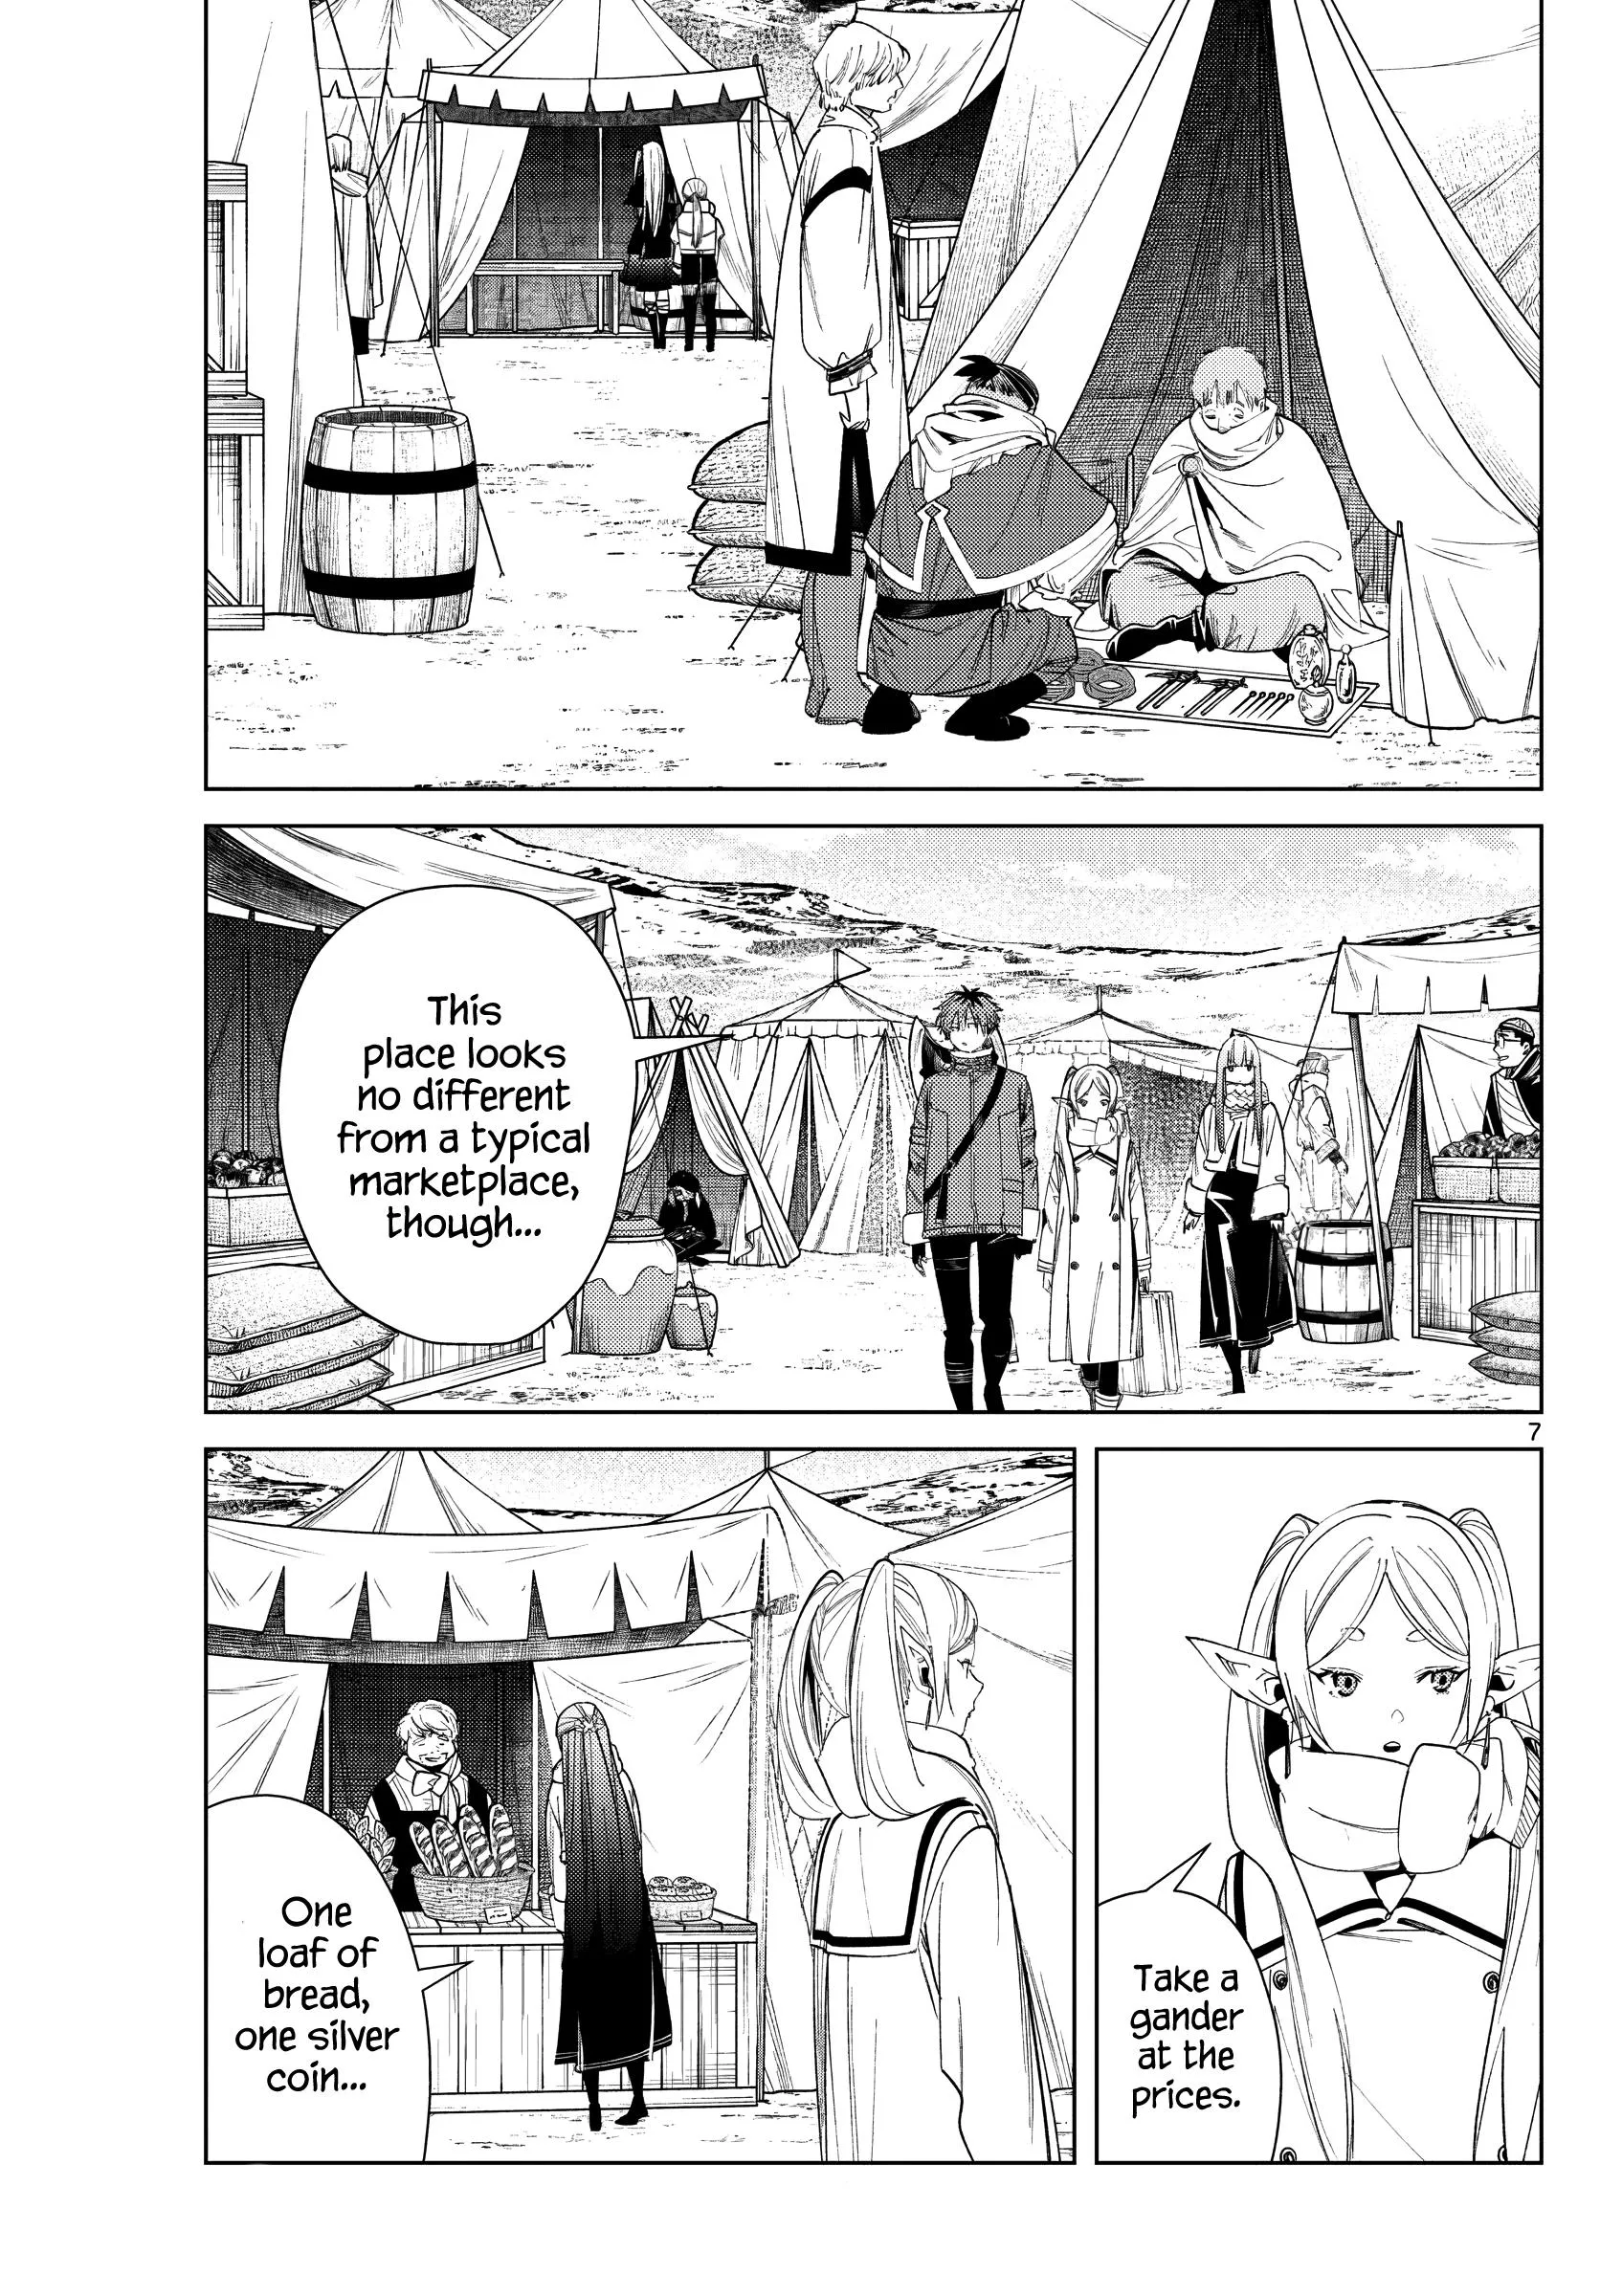 This
place looks
no different
from a typical
marketplace,
though...
7
Take a
gander
at the
prices.
One
loaf of
bread,
one silver
coin...